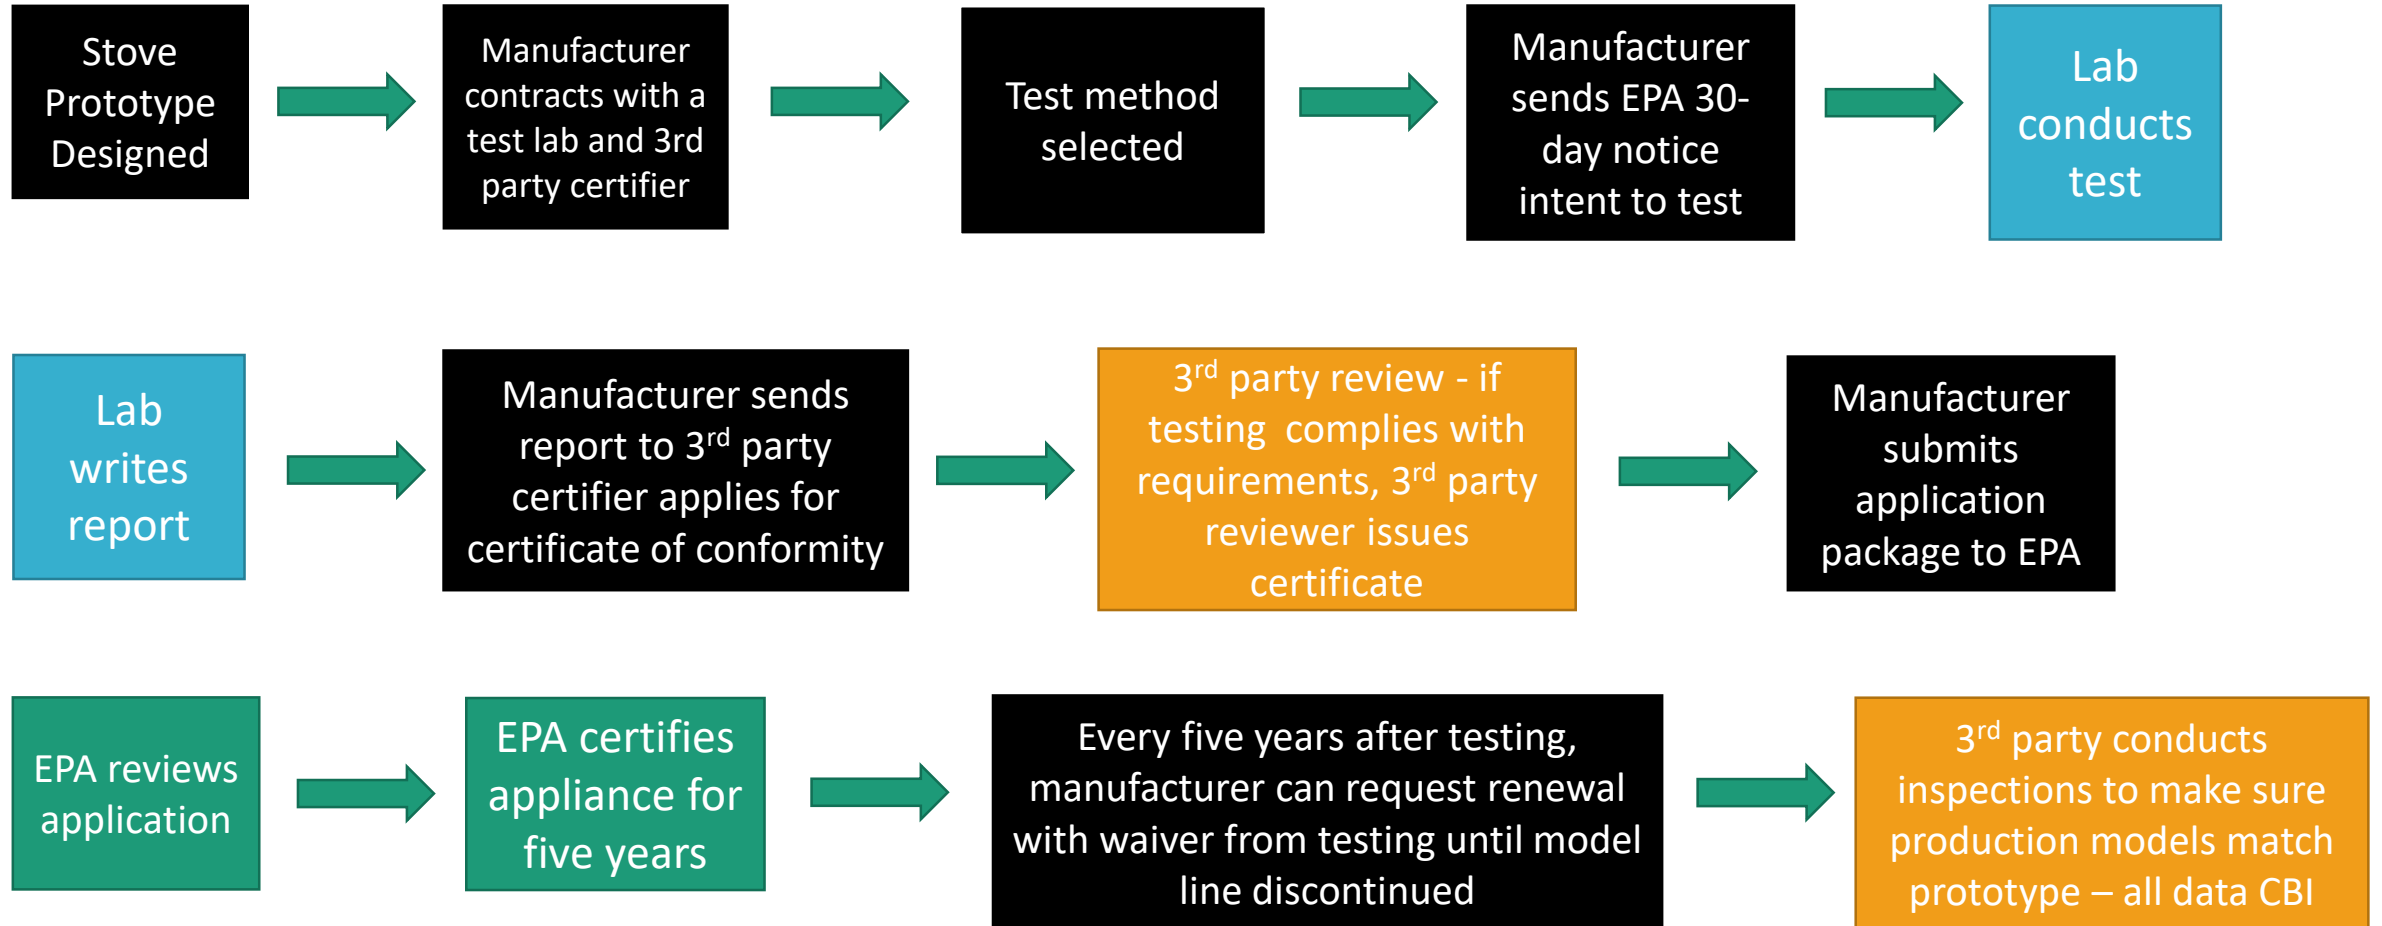 Stove
Prototype
Designed
Manufacturer
contracts with a
test lab and 3rd
party certifier
Test method
selected
Manufacturer
sends EPA 30-
day notice
intent to test
Lab
conducts
test
Lab
writes
report
Manufacturer sends
report to 3rd party
certifier applies for
certificate of conformity
3rd party review - if
testing  complies with
requirements, 3rd party
reviewer issues
certificate
Manufacturer
submits
application
package to EPA
EPA reviews
application
EPA certifies
appliance for
five years
Every five years after testing,
manufacturer can request renewal
with waiver from testing until model
line discontinued
3rd party conducts
inspections to make sure
production models match
prototype – all data CBI